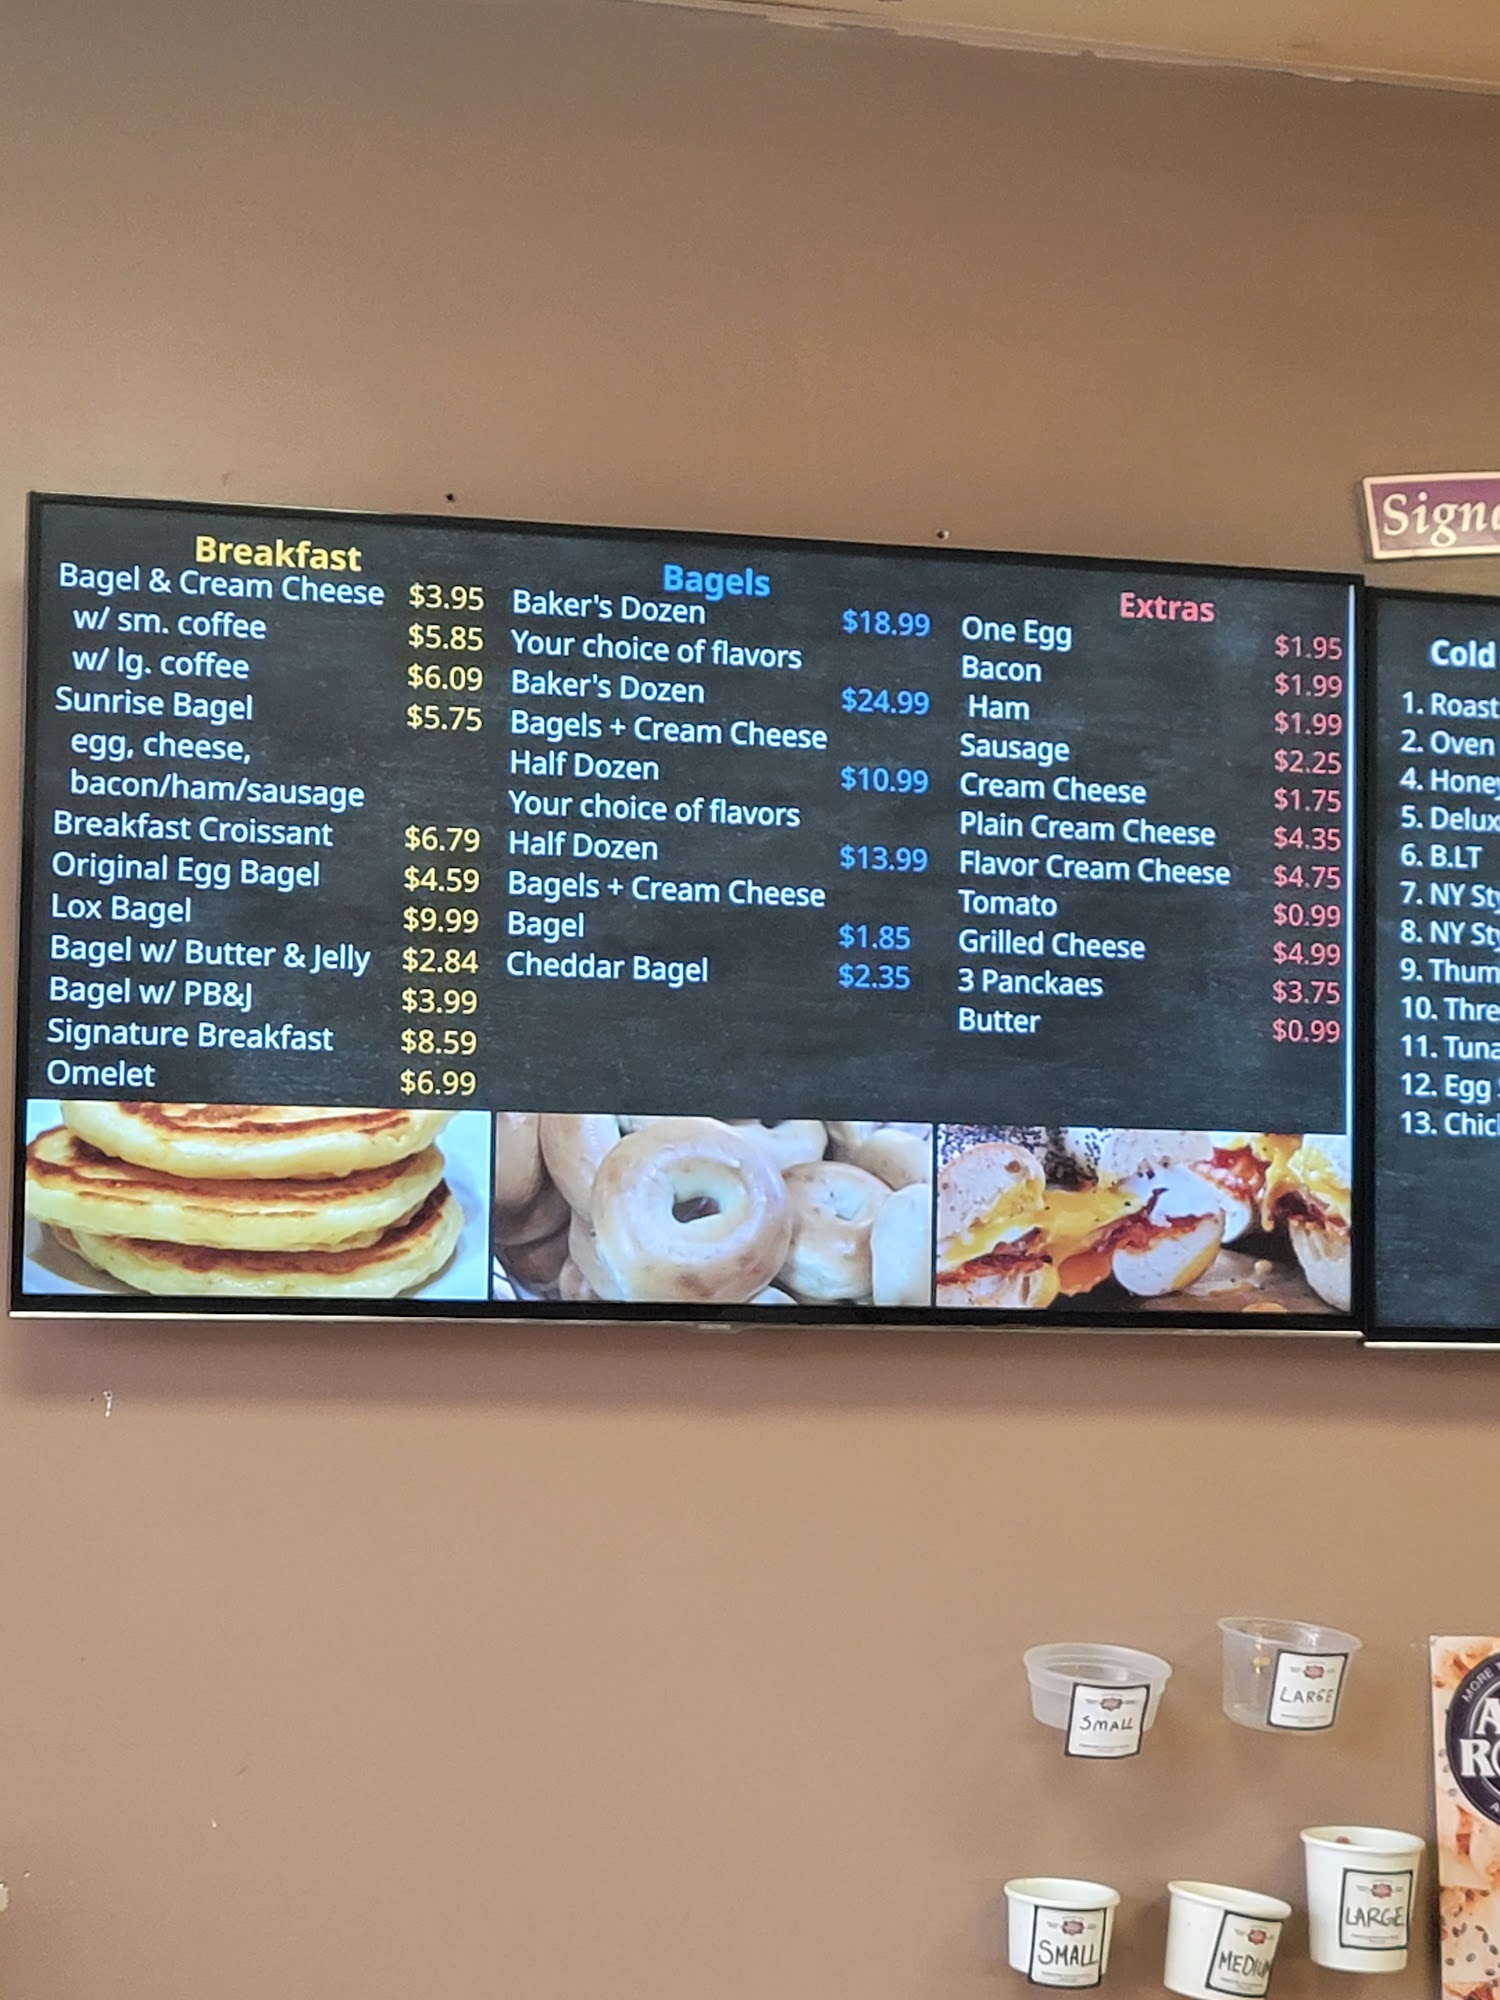 Breakfast
Bagel & Cream Cheese $3.95
w/ sm. coffee $5.85
w/ lg. coffee $6.09
Sunrise Bagel $5.75
egg, cheese,
bacon/ham/sausage
Breakfast Croissant $6.79
Original Egg Bagel $4.59
Lox Bagel $9.99
Bagel w/ Butter & Jelly $2.84
Bagel w/ PB&J $3.99
Signature Breakfast $8.59
Omelet $6.99
Bagels
Baker's Dozen $18.99
Your choice of flavors
Baker's Dozen $24.99
Bagels + Cream Cheese
Half Dozen $10.99
Your choice of flavors
Half Dozen $13.99
Bagels + Cream Cheese
Bagel $1.85
Cheddar Bagel $2.35
Extras
One Egg $1.95
Bacon $1.99
Ham $1.99
Sausage $2.25
Cream Cheese $1.75
Plain Cream Cheese $4.35
Flavor Cream Cheese $4.75
Tomato $0.99
Grilled Cheese $4.99
3 Panckaes $3.75
Butter $0.99
Cold
1. Roast
2. Oven
4.
5.
6. B.LT
7. NY
8. NY
9.
10.
11.
12. Egg
13.
SMALL
LARGE
SMALL
MEDIUM
LARGE
MORE